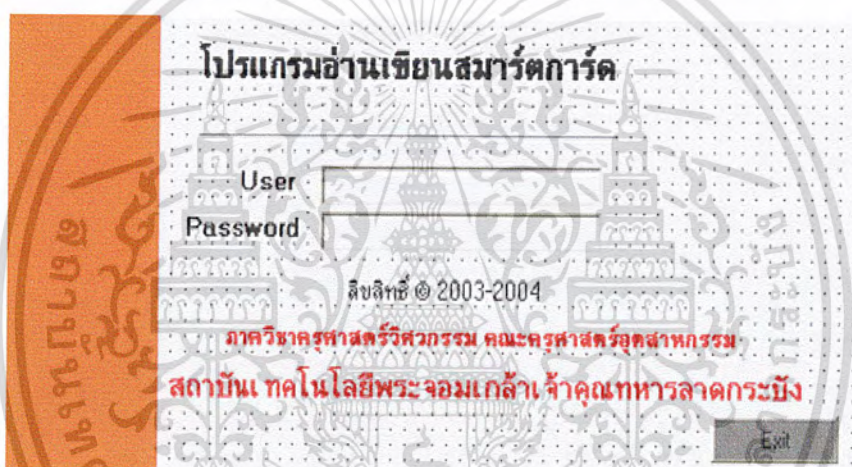 โปรแกรมอ่านเขียนสมาร์ตการ์ด
User
Password
ลิบสิทธิ์ © 2003-2004
ภาควิชาครุศาสตร์วิศวกรรม คณะครุศาสตร์อุตสาหกรรม
สถาบันเทคโนโลยีพระจอมเกล้าเจ้าคุณทหารลาดกระบัง
Exit